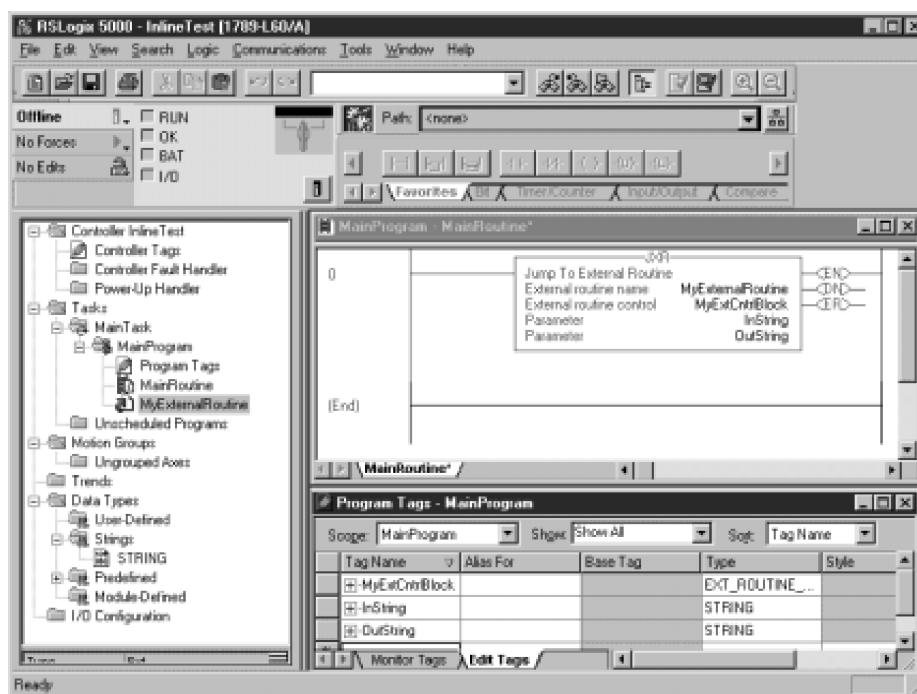 RSLogix 5000 - InlineTest [1789-L60/A]
File Edit View Search Logic Communications Tools Window Help
Offline
RUN
No Forces
OK
No Edits
BAT
I/O
Path: <none>
Favorites Bit Timer/Counter Input/Output Compare
Controller InlineTest
Controller Tags
Controller Fault Handler
Power-Up Handler
Tasks
MainTask
MainProgram
Program Tags
MainRoutine
MyExternalRoutine
Unscheduled Programs
Motion Groups
Ungrouped Axes
Trends
Data Types
User-Defined
Strings
STRING
Predefined
Module-Defined
I/O Configuration
MainProgram - MainRoutine*
JXR
0
Jump To External Routine
External routine name MyExternalRoutine
External routine control MyExtCntrBlock
Parameter InString
Parameter OutString
EN
DN
ER
(End)
MainRoutine*
Program Tags - MainProgram
Scope: MainProgram Show: Show All Sort: Tag Name
Tag Name Alias For Base Tag Type Style
MyExtCntrBlock EXT_ROUTINE_...
InString STRING
OutString STRING
Monitor Tags Edit Tags
Ready